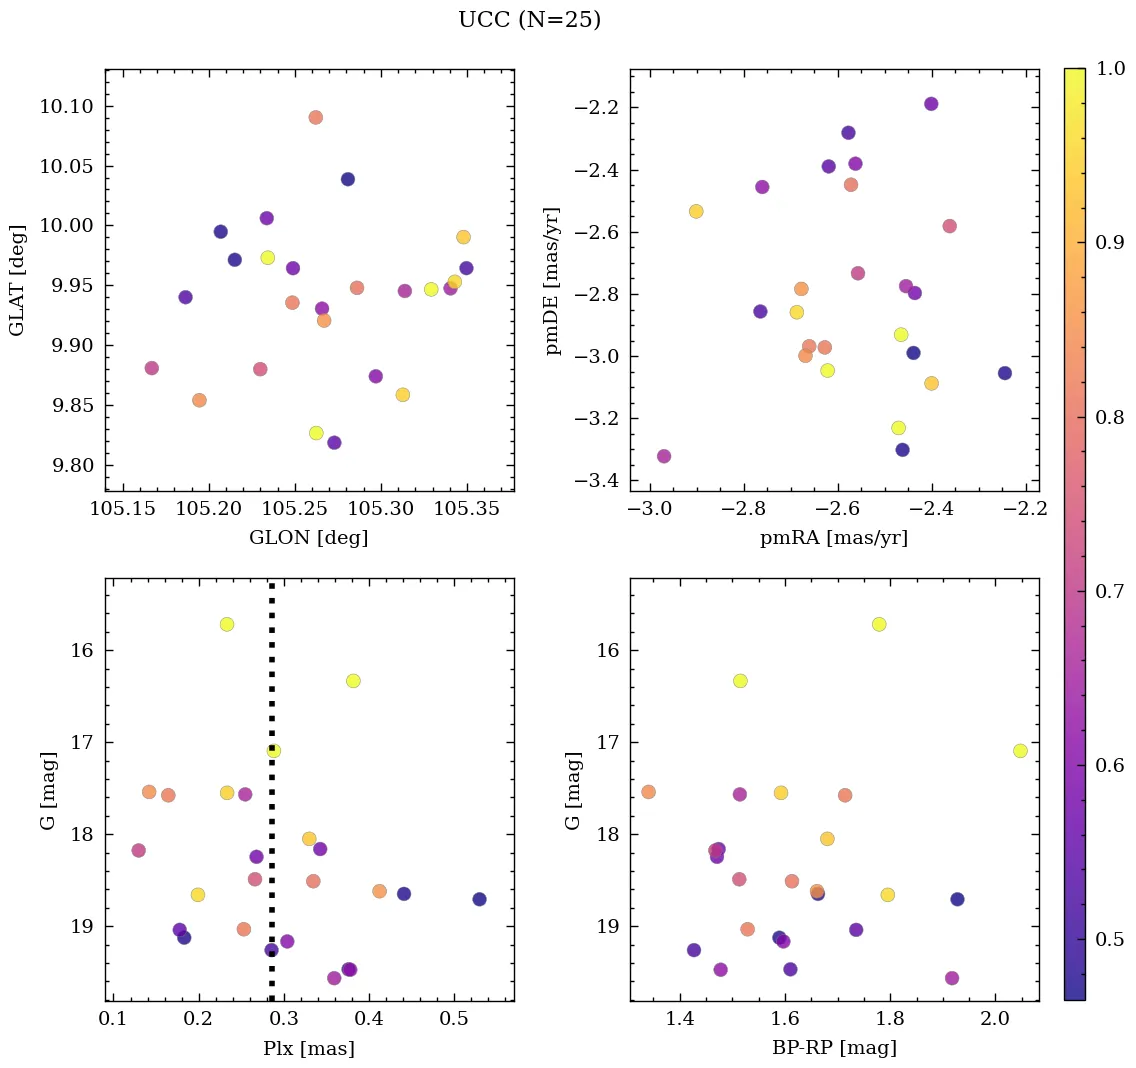 UCC (N=25)
10.10
10.05
10.00
9.95
9.90
9.85
9.80
GLAT [deg]
105.15 105.20 105.25 105.30 105.35
GLON [deg]
−2.2
−2.4
−2.6
−2.8
−3.0
−3.2
−3.4
pmDE [mas/yr]
−3.0 −2.8 −2.6 −2.4 −2.2
pmRA [mas/yr]
16
17
18
19
G [mag]
0.1 0.2 0.3 0.4 0.5
Plx [mas]
16
17
18
19
G [mag]
1.4 1.6 1.8 2.0
BP-RP [mag]
1.0
0.9
0.8
0.7
0.6
0.5